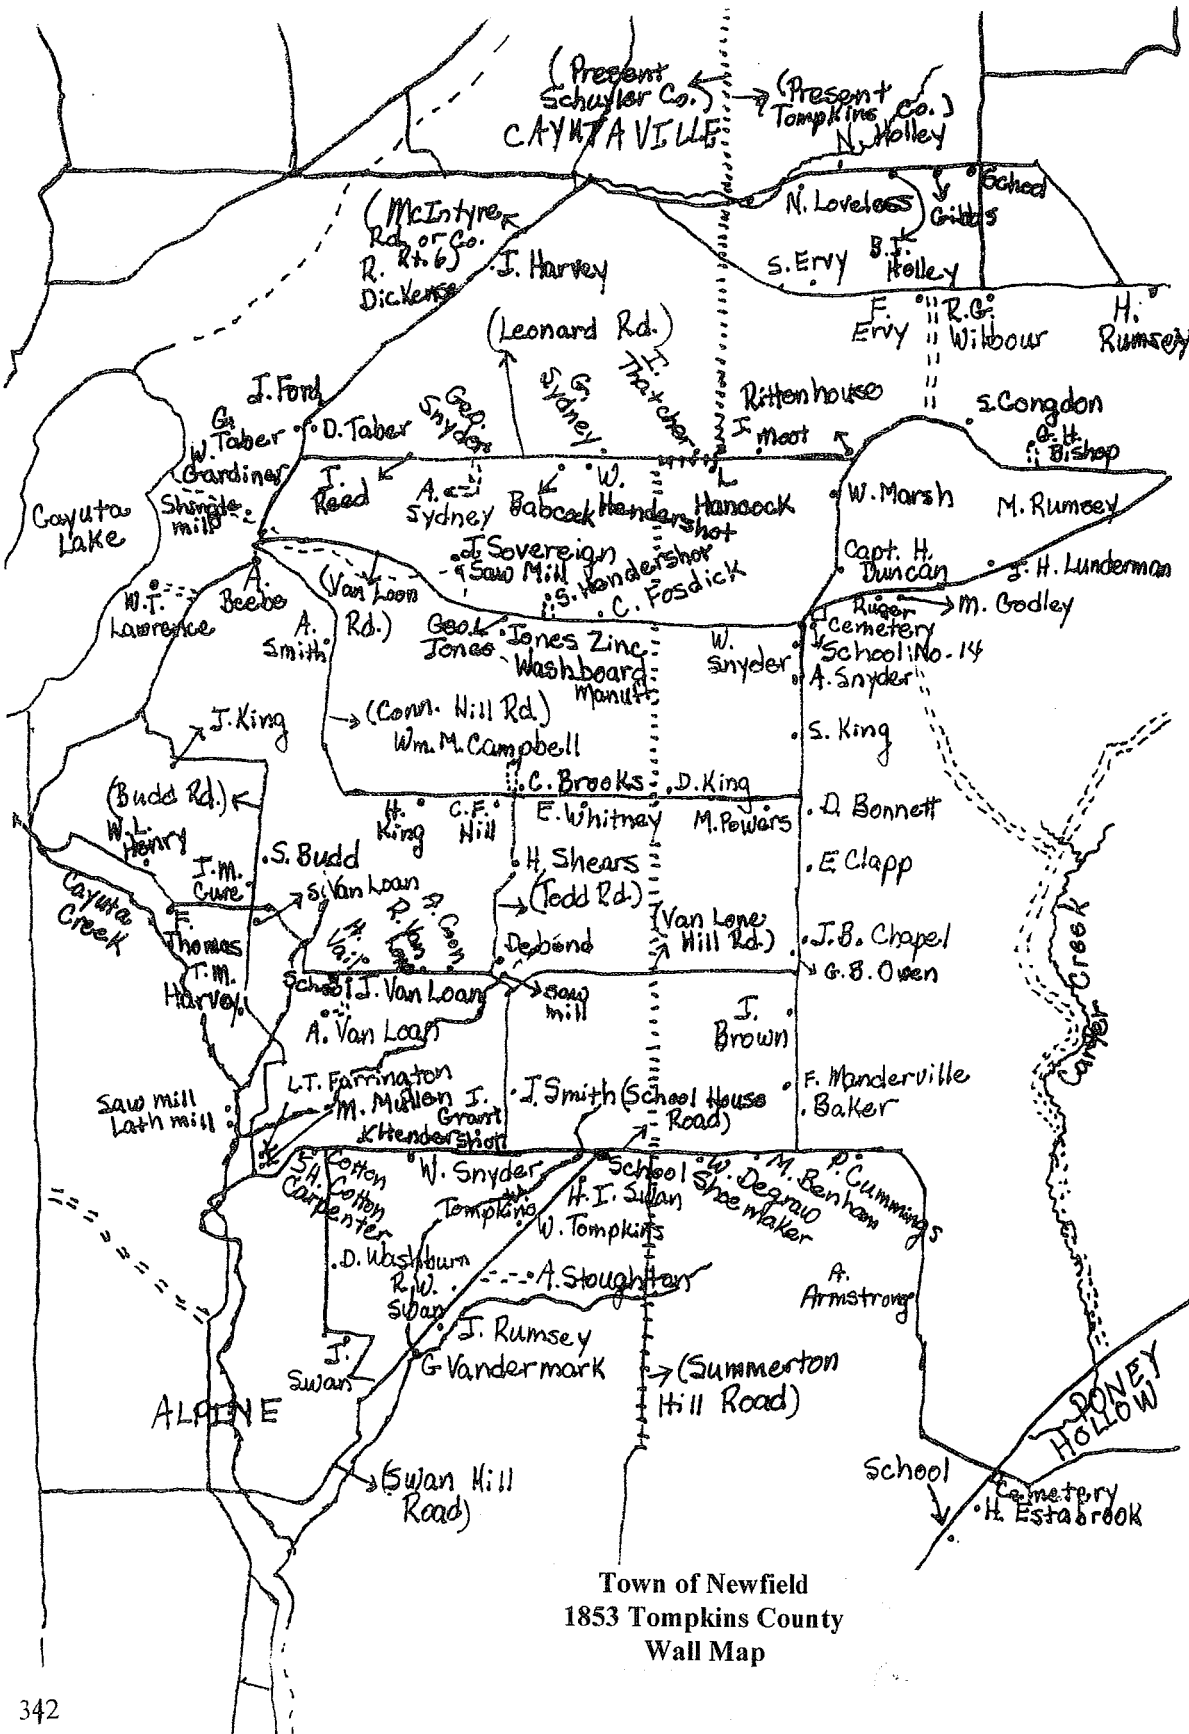 (Present
Schuyler Co.)
(Present
Tompkins Co.)
CAYUTAVILLE
N. Holley
School
N. Loveless
Gibbs
B.I.
Holley
S. Ervy
(McIntyre
Rd. or Co.
Rt. 6)
R.
Dickense
J. Harvey
F.
Ervy
R.G.
Wilbour
H.
Rumsey
(Leonard Rd.)
J. Ford
G.
Taber
D. Taber
Geo.
Snyder
G.
Sydney
I.
Thatcher
Rittenhouse
I.
Moot
S. Congdon
G. H.
Bishop
W.
Gardiner
Shingle
mill
Cayuta
Lake
I.
Reed
A.
Sydney
Babcock
W.
Hendershot
L.
Hancock
W. Marsh
M. Rumsey
J. Sovereign
Saw Mill
S. Hendershot
C. Fosdick
Capt. H.
Duncan
J. H. Lunderman
W.T.
Lawrence
A.
Beebe
(Van Loon
Rd.)
A.
Smith
Geo.
Jones
Jones Zinc
Washboard
Manuft.
W.
Snyder
Ruger
Cemetery
M. Godley
School No. 14
A. Snyder
J. King
(Conn. Hill Rd.)
Wm. M. Campbell
S. King
(Budd Rd.)
W. L.
Henry
C. Brooks
D. King
H.
King
C. F.
Hill
E. Whitney
M. Powers
D. Bonnett
J. M.
Cure
S. Budd
H. Shears
E. Clapp
Cayuta
Creek
S. Van Loan
(Todd Rd.)
F.
Thomas
H.
Vail
R. Van
Loan
R. Coon
Debond
(Van Lone
Hill Rd.)
J. B. Chapel
G. B. Owen
T. M.
Harvey
School
J. Van Loan
Saw
mill
A. Van Loan
I.
Brown
Carter
Creek
Saw mill
Lath mill
L.T. Farrington
M. Mullen
I.
Grant
K Hendershot
J. Smith
(School House
Road)
F. Manderville
Baker
S.H.
Cotton
Cotton
Carpenter
W. Snyder
School
W. Degraw
Shoemaker
M. Benham
P. Cummings
W.
Tompkins
H. I. Swan
W. Tompkins
D. Washburn
R. W.
Swan
A. Stoughton
A.
Armstrong
J. Rumsey
J.
Swan
G Vandermark
(Summerton
Hill Road)
PONEY
HOLLOW
ALPINE
(Swan Hill
Road)
School
Cemetery
H. Estabrook
Town of Newfield
1853 Tompkins County
Wall Map
342